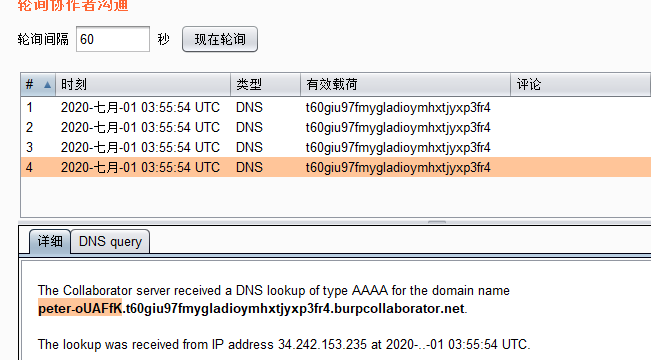 轮询协作者沟通
轮询间隔 60 秒 现在轮询
# 时刻 类型 有效载荷 评论
1 2020-七月-01 03:55:54 UTC DNS t60giu97fmygladioymhxtjyxp3fr4
2 2020-七月-01 03:55:54 UTC DNS t60giu97fmygladioymhxtjyxp3fr4
3 2020-七月-01 03:55:54 UTC DNS t60giu97fmygladioymhxtjyxp3fr4
4 2020-七月-01 03:55:54 UTC DNS t60giu97fmygladioymhxtjyxp3fr4
详细 DNS query
The Collaborator server received a DNS lookup of type AAAA for the domain name
peter-oUAFfK.t60giu97fmygladioymhxtjyxp3fr4.burpcollaborator.net.
The lookup was received from IP address 34.242.153.235 at 2020-..-01 03:55:54 UTC.